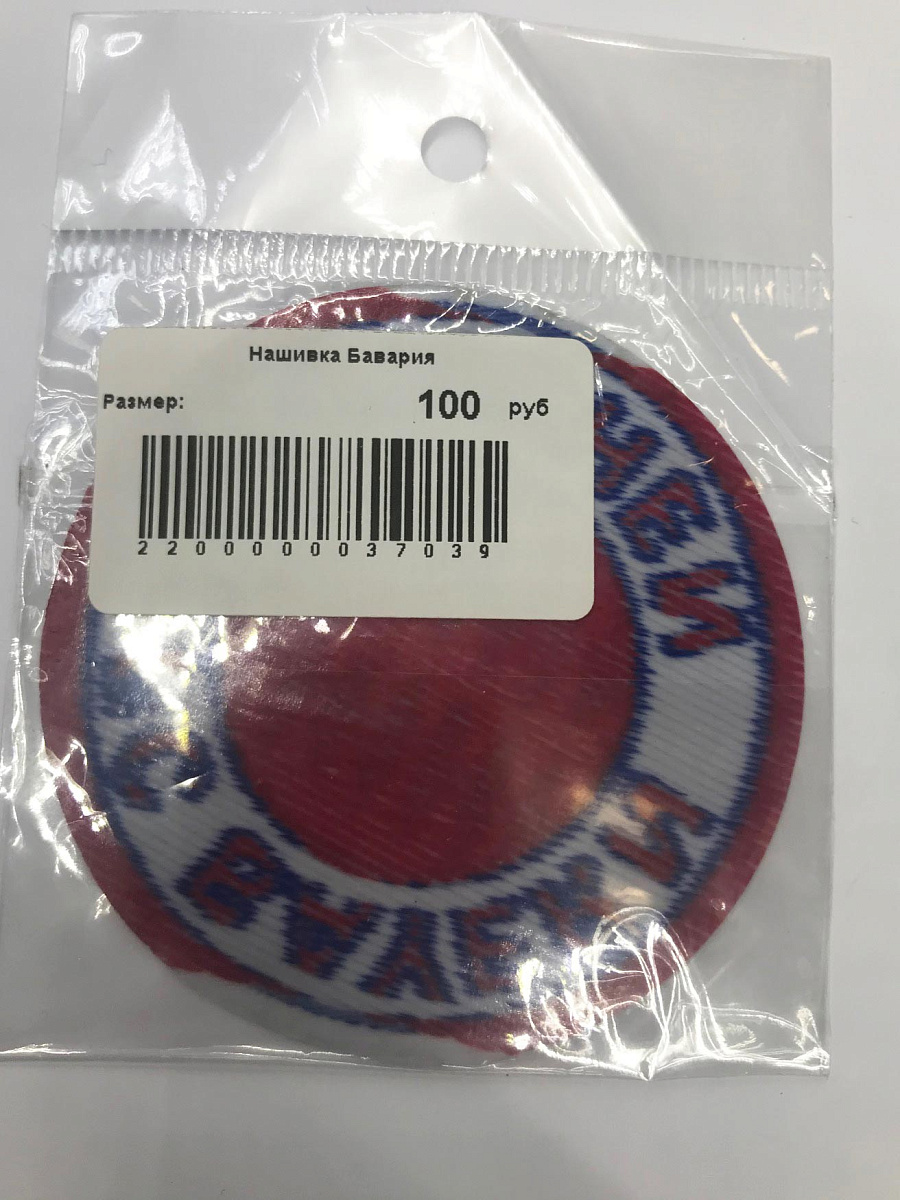 Нашивка Бавария
Размер: 100 руб
2200000037039